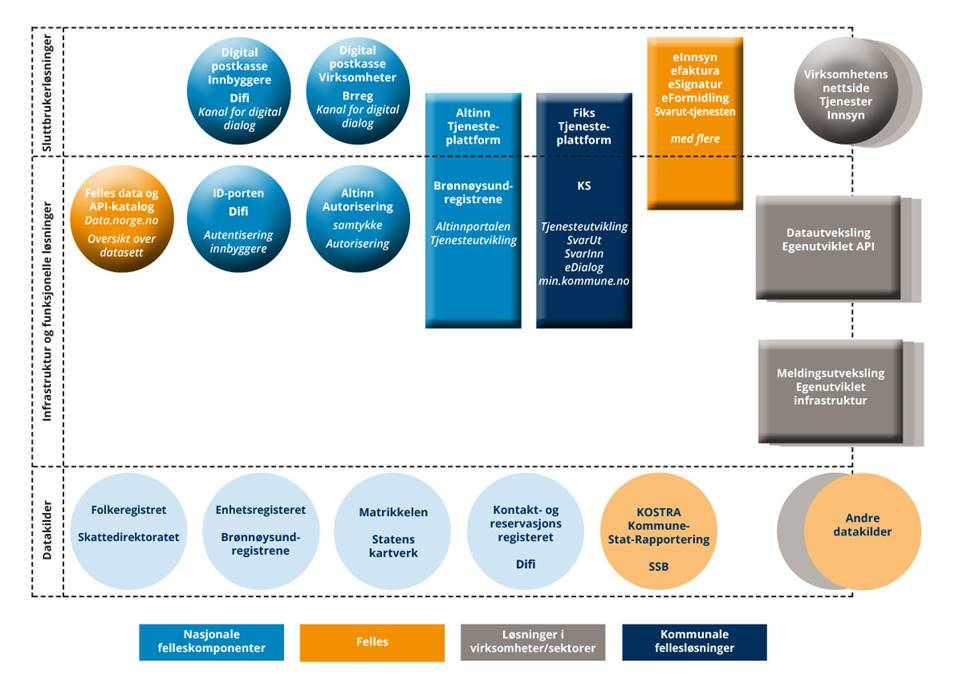 Sluttbrukerløsninger
Digital
postkasse
Innbyggere
Difi
Kanal for digital
dialog
Digital
postkasse
Virksomheter
Brreg
Kanal for digital
dialog
Altinn
Tjeneste-
plattform
Brønnøysund-
registrene
Altinnportalen
Tjenesteutvikling
Fiks
Tjeneste-
plattform
KS
Tjenesteutvikling
SvarUt
SvarInn
eDialog
min.kommune.no
eInnsyn
efaktura
eSignatur
eFormidling
Svarut-tjenesten
med flere
Virksomhetens
nettside
Tjenester
Innsyn
Infrastruktur og funksjonelle løsninger
Felles data og
API-katalog
Data.norge.no
Oversikt over
datasett
ID-porten
Difi
Autentisering
innbyggere
Altinn
Autorisering
samtykke
Autorisering
Datautveksling
Egenutviklet API
Meldingsutveksling
Egenutviklet
infrastruktur
Datakilder
Folkeregistret
Skattedirektoratet
Enhetsregisteret
Brønnøysund-
registrene
Matrikkelen
Statens
kartverk
Kontakt- og
reservasjons
registeret
Difi
KOSTRA
Kommune-
Stat-Rapportering
SSB
Andre
datakilder
Nasjonale
felleskomponenter
Felles
Løsninger i
virksomheter/sektorer
Kommunale
fellesløsninger